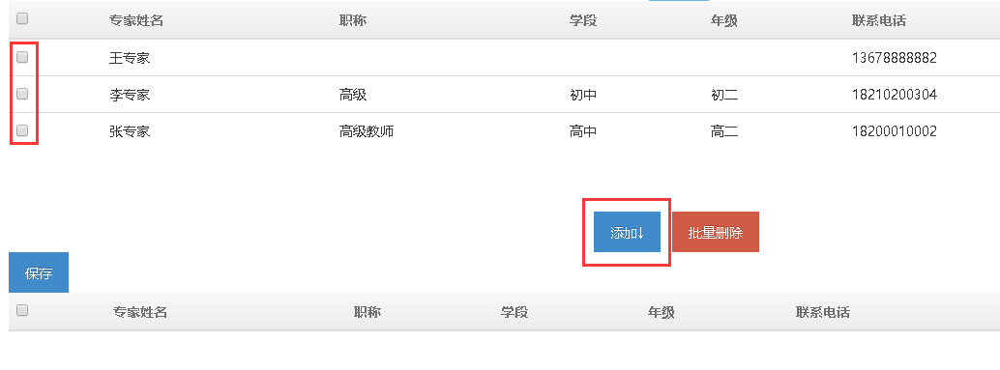 专家姓名 职称 学段 年级 联系电话
王专家 13678888882
李专家 高级 初中 初二 18210200304
张专家 高级教师 高中 高二 18200010002
添加↓ 批量删除
保存
专家姓名 职称 学段 年级 联系电话